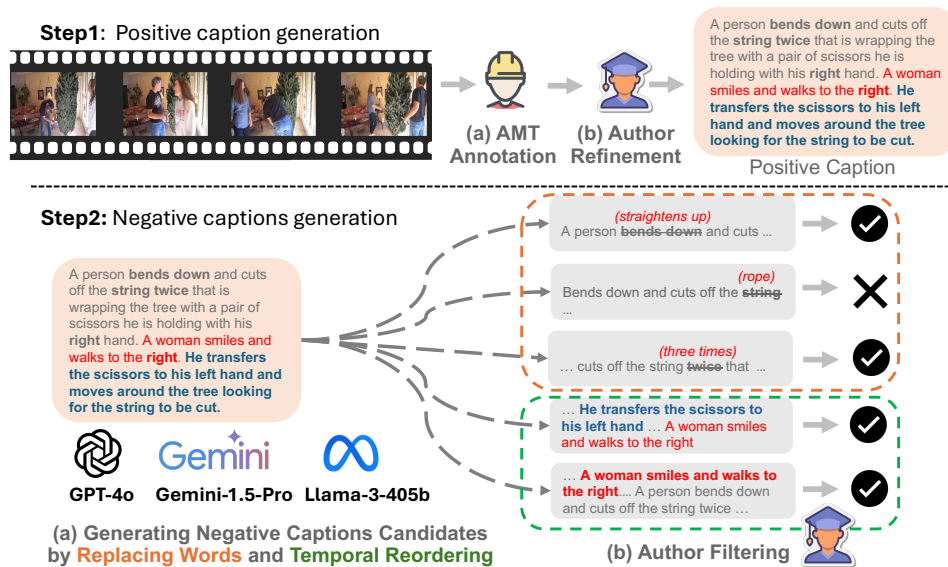 Step1: Positive caption generation
(a) AMT
Annotation
(b) Author
Refinement
A person bends down and cuts off
the string twice that is wrapping the
tree with a pair of scissors he is
holding with his right hand. A woman
smiles and walks to the right. He
transfers the scissors to his left
hand and moves around the tree
looking for the string to be cut.
Positive Caption
Step2: Negative captions generation
A person bends down and cuts
off the string twice that is
wrapping the tree with a pair of
scissors he is holding with his
right hand. A woman smiles and
walks to the right. He transfers
the scissors to his left hand and
moves around the tree looking
for the string to be cut.
Gemini
GPT-4o
Gemini-1.5-Pro
Llama-3-405b
(a) Generating Negative Captions Candidates
by Replacing Words and Temporal Reordering
(straightens up)
A person bends down and cuts ...
(rope)
Bends down and cuts off the string
...
(three times)
... cuts off the string twice that ...
... He transfers the scissors to
his left hand ... A woman smiles
and walks to the right
... A woman smiles and walks to
the right.... A person bends down
and cuts off the string twice ...
(b) Author Filtering